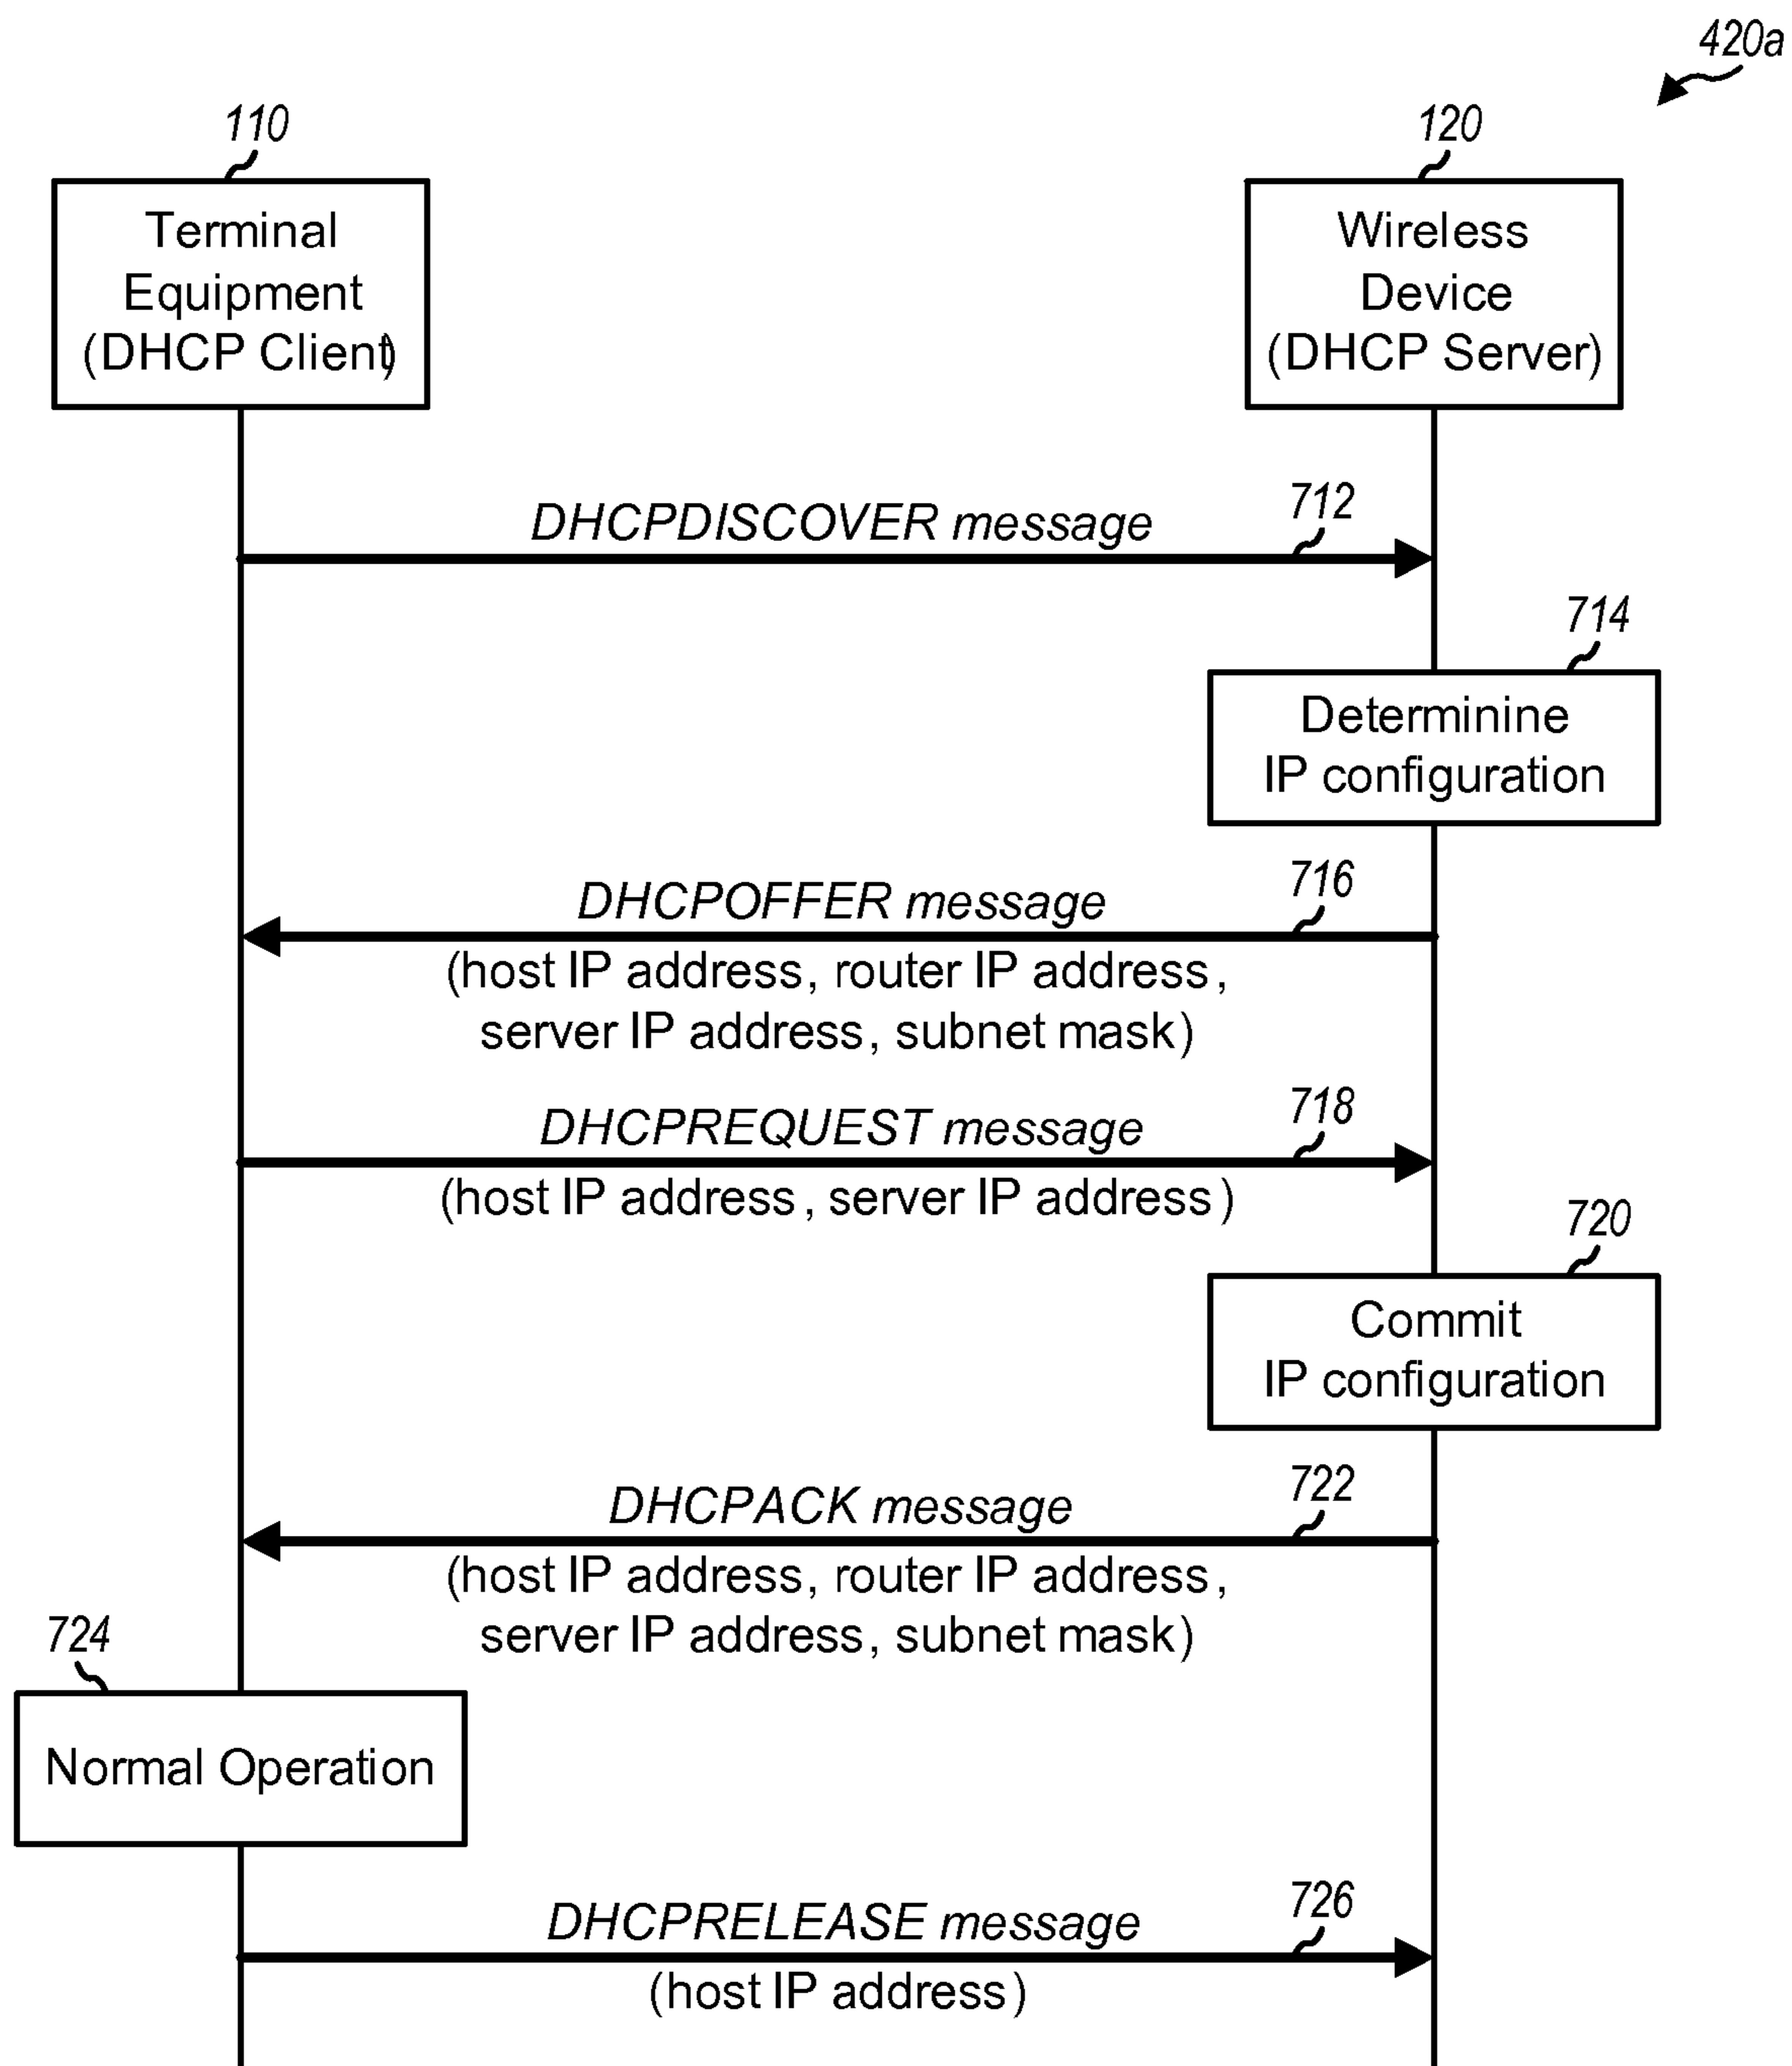 420a
110
120
Terminal
Equipment
(DHCP Client)
Wireless
Device
(DHCP Server)
DHCPDISCOVER message
712
714
Determinine
IP configuration
DHCPOFFER message
716
(host IP address, router IP address,
server IP address, subnet mask)
DHCPREQUEST message
718
(host IP address, server IP address)
720
Commit
IP configuration
DHCPACK message
722
(host IP address, router IP address,
server IP address, subnet mask)
724
Normal Operation
DHCPRELEASE message
726
(host IP address)